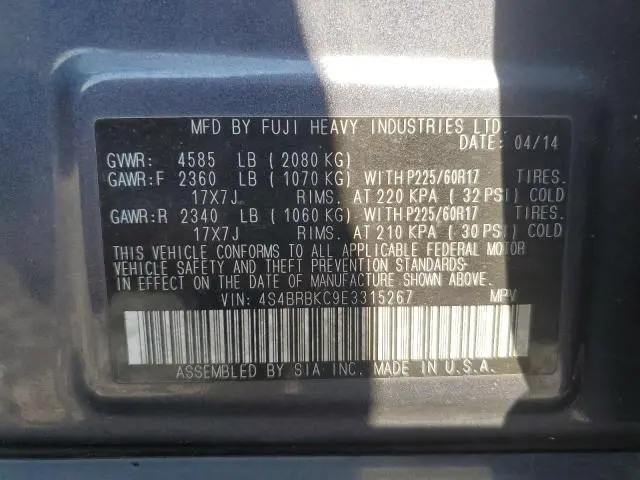 MFD BY FUJI HEAVY INDUSTRIES LTD.
DATE: 04/14
GVWR: 4585 LB ( 2080 KG)
GAWR:F 2360 LB ( 1070 KG) WITH P225/60R17 TIRES.
17X7J RIMS. AT 220 KPA ( 32 PSI) COLD
GAWR:R 2340 LB ( 1060 KG) WITH P225/60R17 TIRES.
17X7J RIMS. AT 210 KPA ( 30 PSI) COLD
THIS VEHICLE CONFORMS TO ALL APPLICABLE FEDERAL MOTOR
VEHICLE SAFETY AND THEFT PREVENTION STANDARDS
IN EFFECT ON THE DATE OF MANUFACTURE SHOWN ABOVE.
VIN: 4S4BRBKC9E3315267 MPV
ASSEMBLED BY SIA INC. MADE IN U.S.A.